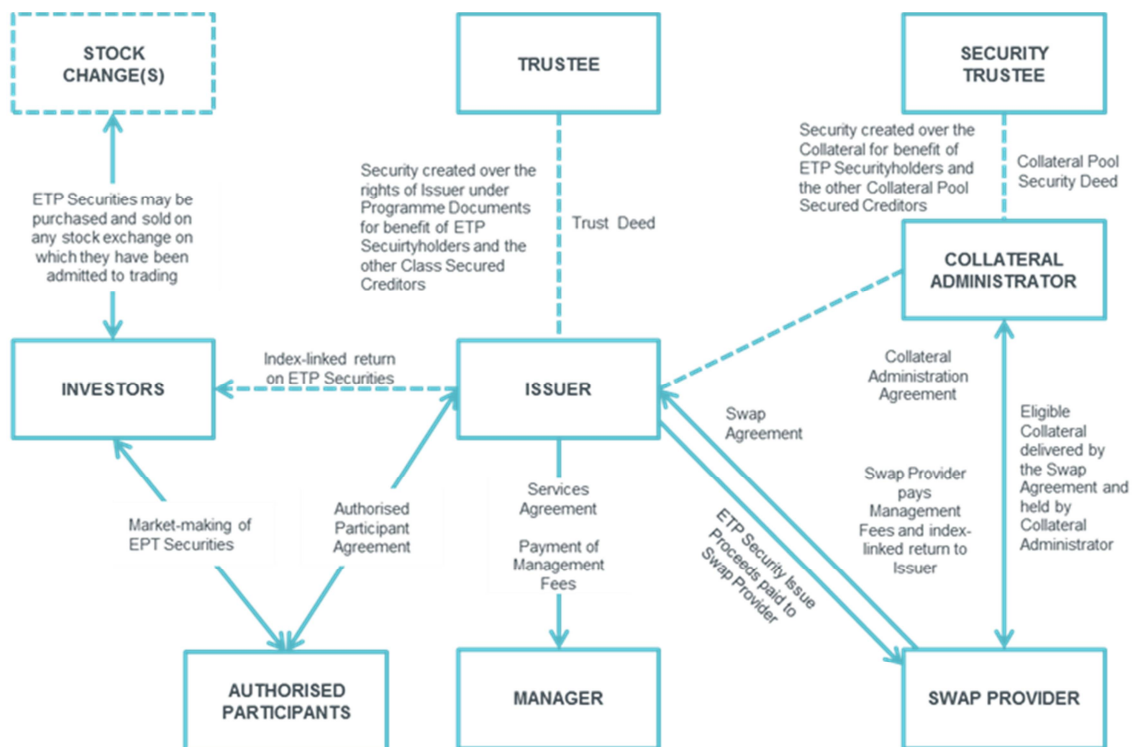 STOCK
CHANGE(S)
TRUSTEE
SECURITY
TRUSTEE
ETP Securities may be
purchased and sold on
any stock exchange on
which they have been
admitted to trading
Security created over the
rights of Issuer under
Programme Documents
for benefit of ETP
Secuirtyholders and the
other Class Secured
Creditors
Trust Deed
Security created over the
Collateral for benefit of
ETP Securityholders and
the other Collateral Pool
Secured Creditors
Collateral Pool
Security Deed
COLLATERAL
ADMINISTRATOR
INVESTORS
Index-linked return
on ETP Securities
ISSUER
Collateral
Administration
Agreement
Swap
Agreement
Eligible
Collateral
delivered by
the Swap
Agreement and
held by
Collateral
Administrator
Market-making of
EPT Securities
Authorised
Participant
Agreement
Services
Agreement
Payment of
Management
Fees
ETP Security Issue
Proceeds paid to
Swap Provider
Swap Provider
pays
Management
Fees and index-
linked return to
Issuer
AUTHORISED
PARTICIPANTS
MANAGER
SWAP PROVIDER